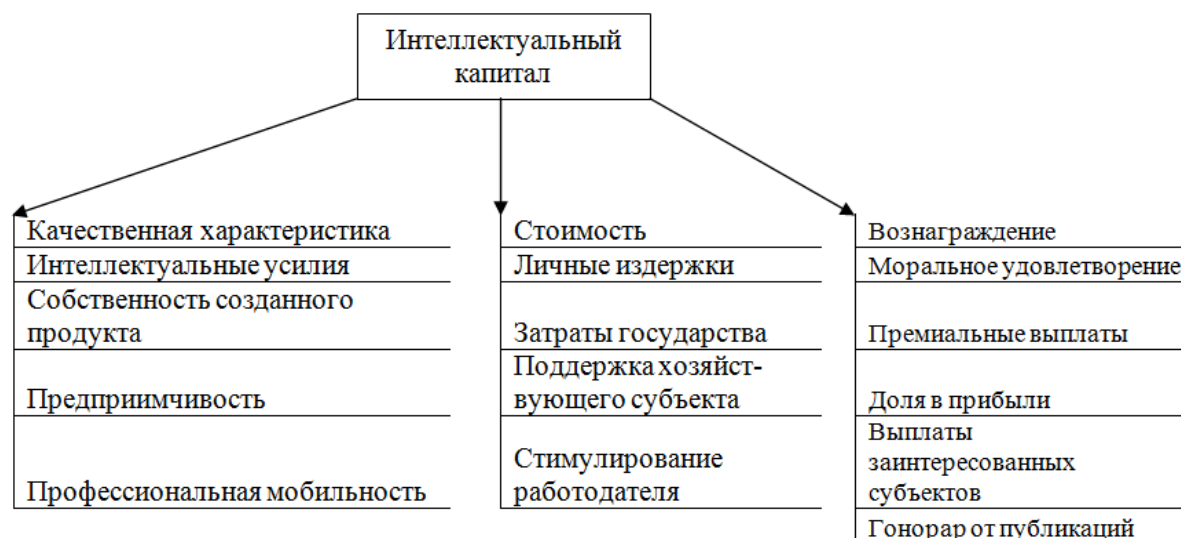 Интеллектуальный
капитал
Качественная характеристика
Интеллектуальные усилия
Собственность созданного
продукта
Предприимчивость
Профессиональная мобильность
Стоимость
Личные издержки
Затраты государства
Поддержка хозяйст-
вующего субъекта
Стимулирование
работодателя
Вознаграждение
Моральное удовлетворение
Премиальные выплаты
Доля в прибыли
Выплаты
заинтересованных
субъектов
Гонорар от публикаций